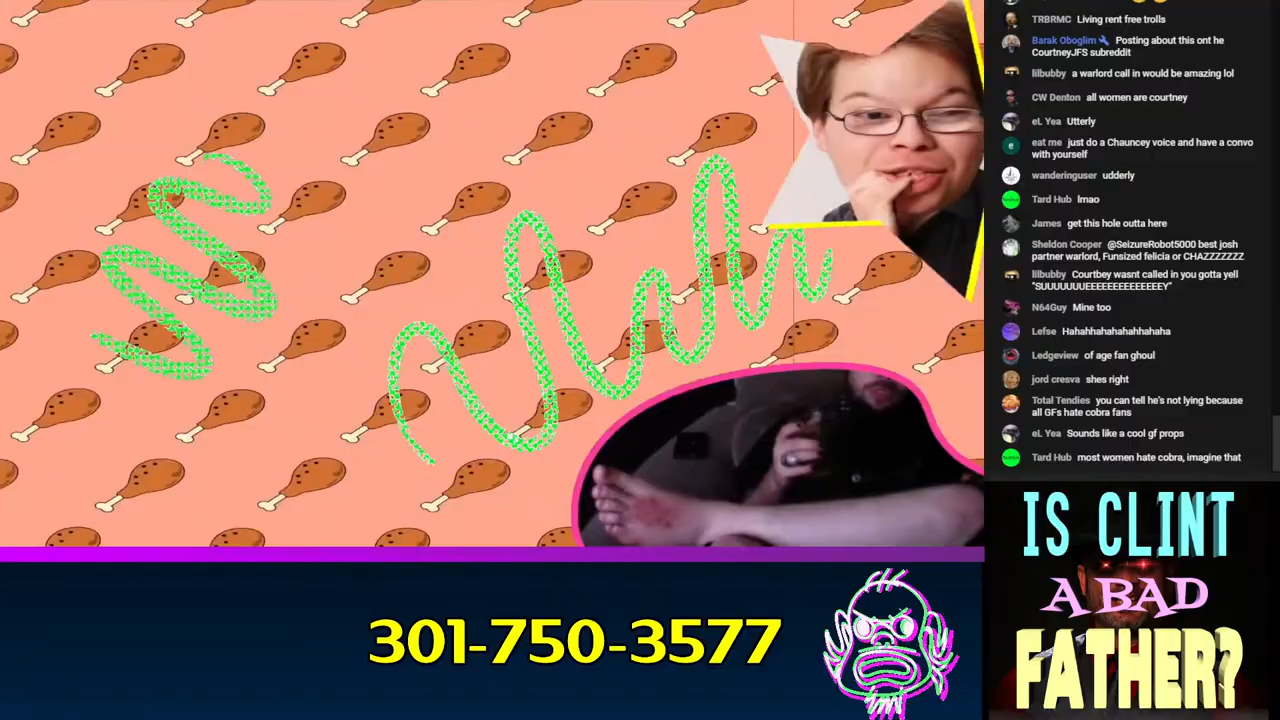 TRBRMC Living rent free trolls
Barak Oboglim Posting about this ont he
CourtneyJFS subreddit
lilbubby a warlord call in would be amazing lol
CW Denton all women are courtney
eL Yea Utterly
eat me just do a Chauncey voice and have a convo
with yourself
wanderinguser udderly
Tard Hub lmao
James get this hole outta here
Sheldon Cooper @SeizureRobot5000 best josh
partner warlord, Funsized felicia or CHAZZZZZZZ
lilbubby Courtbey wasnt called in you gotta yell
"SUUUUUUUEEEEEEEEEEEEEEY"
N64Guy Mine too
Lefse Hahahhahahahahhahaha
Ledgeview of age fan ghoul
jord cresva shes right
Total Tendies you can tell he's not lying because
all GFs hate cobra fans
eL Yea Sounds like a cool gf props
Tard Hub most women hate cobra, imagine that
IS CLINT
A BAD
FATHER?
301-750-3577